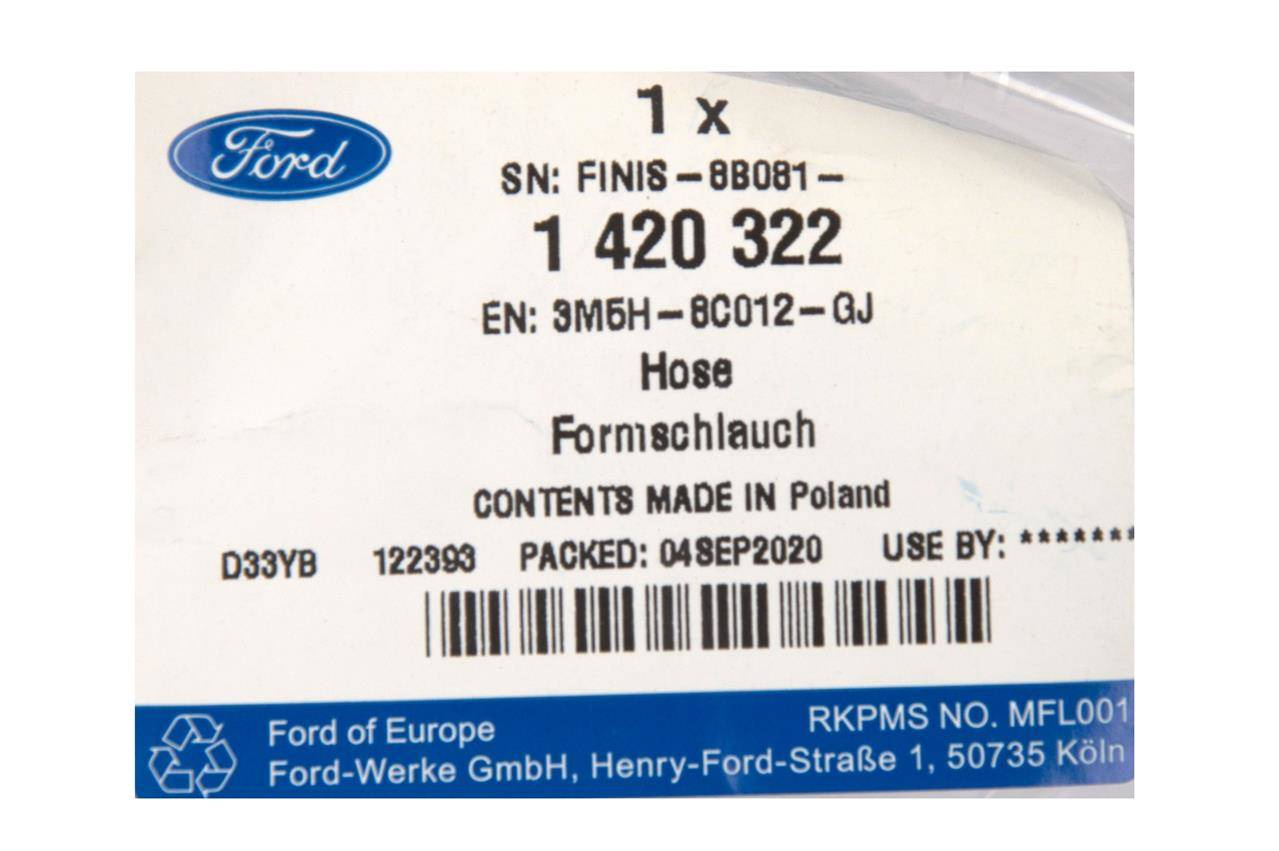 Ford
1 x
SN: FINIS-8B081-
1 420 322
EN: 3M5H-8C012-GJ
Hose
Formschlauch
CONTENTS MADE IN Poland
D33YB 122393 PACKED: 04SEP2020 USE BY: *******
Ford of Europe
RKPMS NO. MFL001
Ford-Werke GmbH, Henry-Ford-Straße 1, 50735 Köln